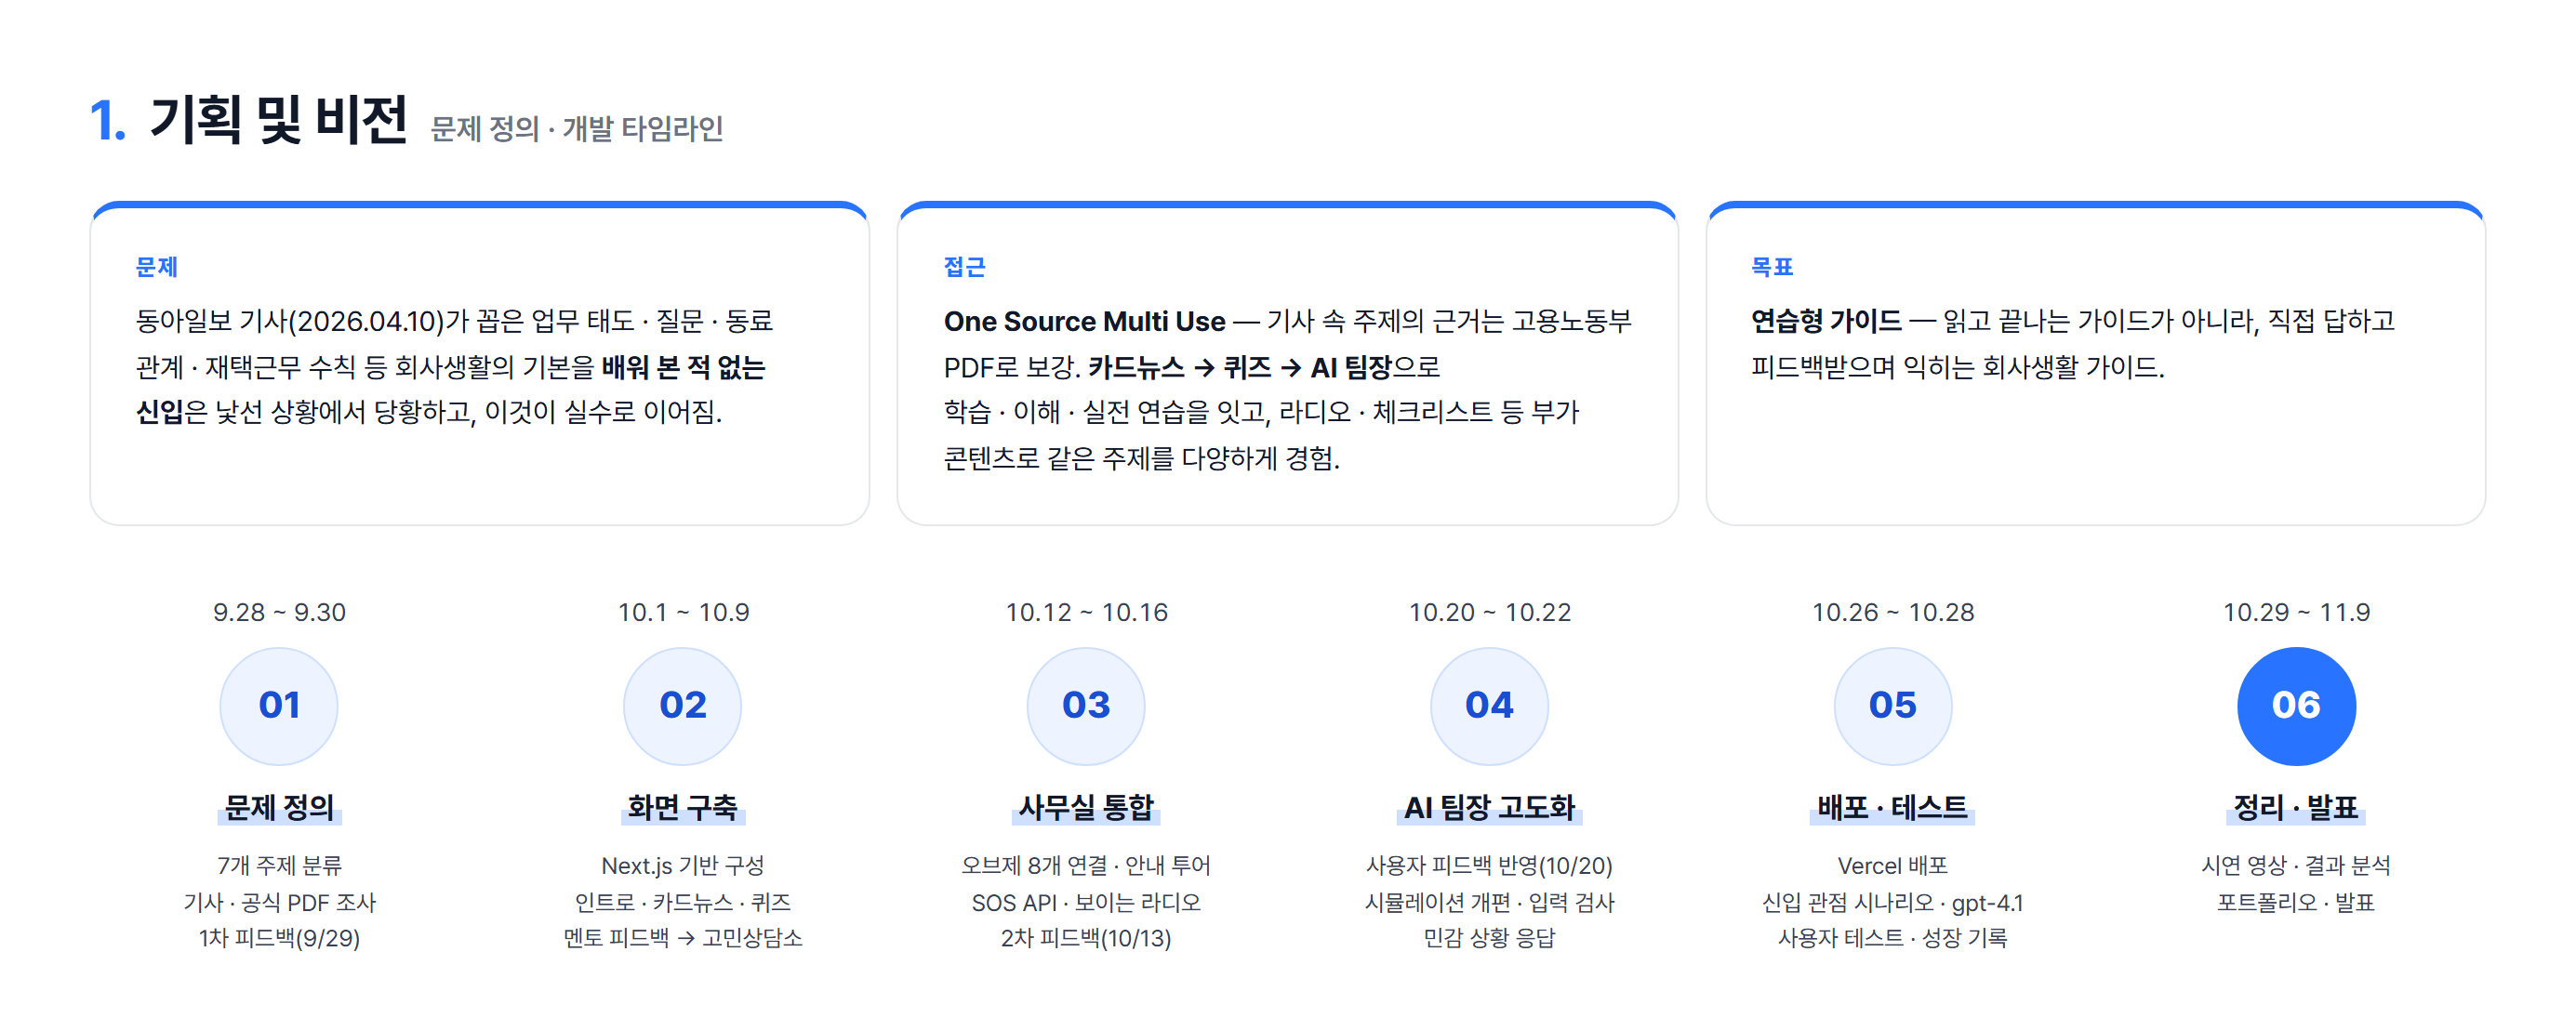 1. 기획 및 비전 문제 정의 · 개발 타임라인
문제
동아일보 기사(2026.04.10)가 꼽은 업무 태도 · 질문 · 동료
관계 · 재택근무 수칙 등 회사생활의 기본을 배워 본 적 없는
신입은 낯선 상황에서 당황하고, 이것이 실수로 이어짐.
접근
One Source Multi Use — 기사 속 주제의 근거는 고용노동부
PDF로 보강. 카드뉴스 → 퀴즈 → AI 팀장으로
학습 · 이해 · 실전 연습을 잇고, 라디오 · 체크리스트 등 부가
콘텐츠로 같은 주제를 다양하게 경험.
목표
연습형 가이드 — 읽고 끝나는 가이드가 아니라, 직접 답하고
피드백받으며 익히는 회사생활 가이드.
9.28 ~ 9.30
01
문제 정의
7개 주제 분류
기사 · 공식 PDF 조사
1차 피드백(9/29)
10.1 ~ 10.9
02
화면 구축
Next.js 기반 구성
인트로 · 카드뉴스 · 퀴즈
멘토 피드백 → 고민상담소
10.12 ~ 10.16
03
사무실 통합
오브제 8개 연결 · 안내 투어
SOS API · 보이는 라디오
2차 피드백(10/13)
10.20 ~ 10.22
04
AI 팀장 고도화
사용자 피드백 반영(10/20)
시뮬레이션 개편 · 입력 검사
민감 상황 응답
10.26 ~ 10.28
05
배포 · 테스트
Vercel 배포
신입 관점 시나리오 · gpt-4.1
사용자 테스트 · 성장 기록
10.29 ~ 11.9
06
정리 · 발표
시연 영상 · 결과 분석
포트폴리오 · 발표